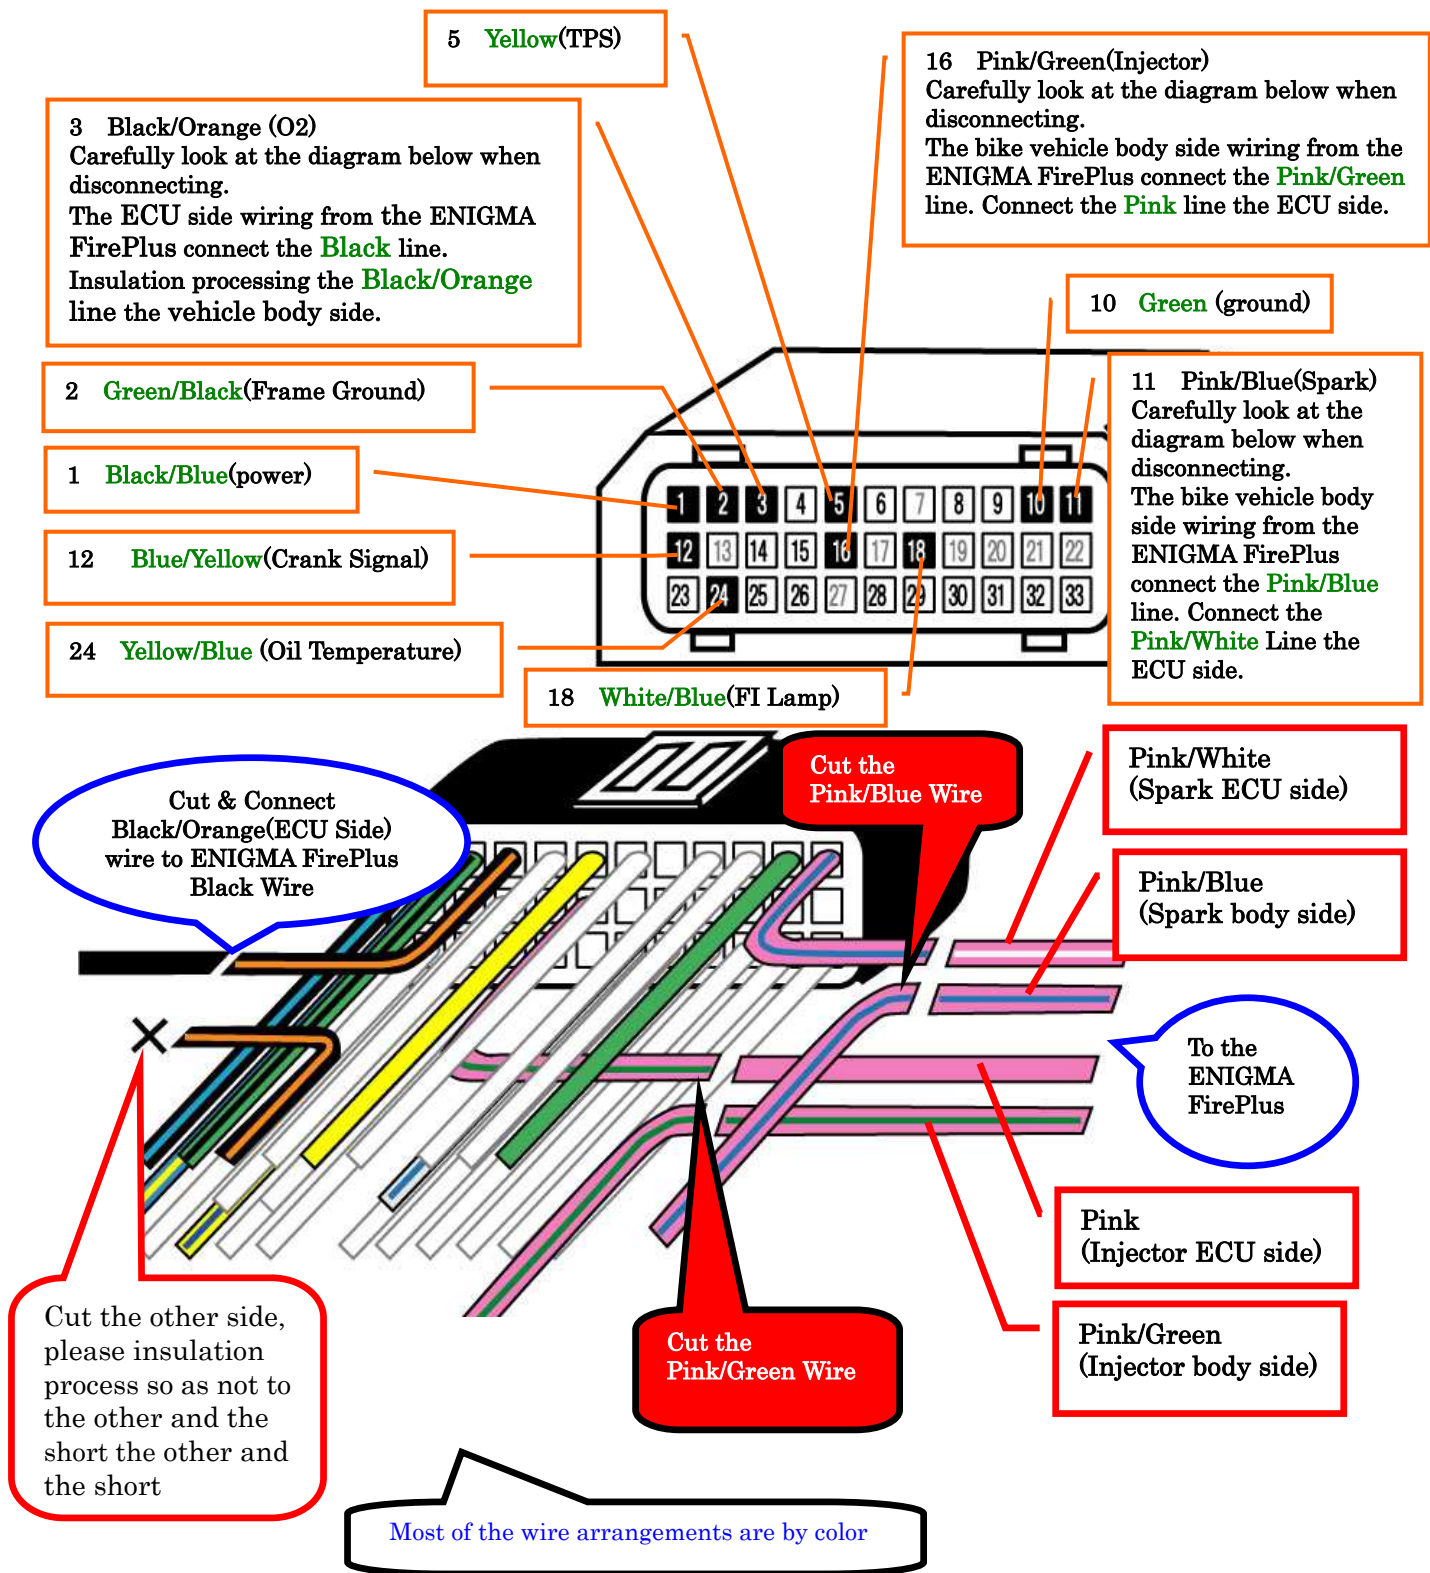 5 Yellow(TPS)
16 Pink/Green(Injector)
Carefully look at the diagram below when
disconnecting.
The bike vehicle body side wiring from the
ENIGMA FirePlus connect the Pink/Green
line. Connect the Pink line the ECU side.
3 Black/Orange (O2)
Carefully look at the diagram below when
disconnecting.
The ECU side wiring from the ENIGMA
FirePlus connect the Black line.
Insulation processing the Black/Orange
line the vehicle body side.
10 Green (ground)
2 Green/Black(Frame Ground)
11 Pink/Blue(Spark)
Carefully look at the
diagram below when
disconnecting.
The bike vehicle body
side wiring from the
ENIGMA FirePlus
connect the Pink/Blue
line. Connect the
Pink/White Line the
ECU side.
1 Black/Blue(power)
12 Blue/Yellow(Crank Signal)
24 Yellow/Blue (Oil Temperature)
18 White/Blue(FI Lamp)
1 2 3 4 5 6 7 8 9 10 11
12 13 14 15 16 17 18 19 20 21 22
23 24 25 26 27 28 29 30 31 32 33
Cut & Connect
Black/Orange(ECU Side)
wire to ENIGMA FirePlus
Black Wire
Cut the
Pink/Blue Wire
Pink/White
(Spark ECU side)
Pink/Blue
(Spark body side)
To the
ENIGMA
FirePlus
Pink
(Injector ECU side)
Pink/Green
(Injector body side)
Cut the
Pink/Green Wire
Cut the other side,
please insulation
process so as not to
the other and the
short the other and
the short
Most of the wire arrangements are by color